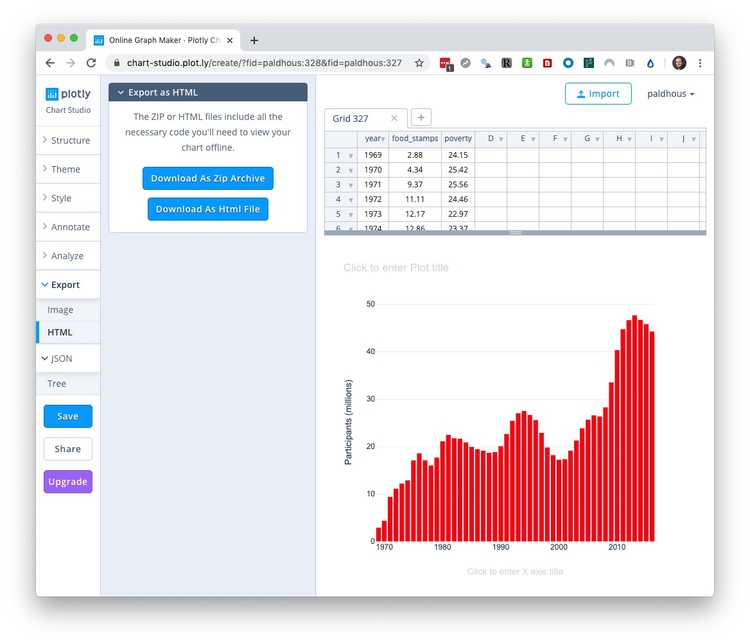 Online Graph Maker · Plotly Ch
chart-studio.plot.ly/create/?fid=paldhous:328&fid=paldhous:327
plotly
Chart Studio
Structure
Theme
Style
Annotate
Analyze
Export
Image
HTML
JSON
Tree
Save
Share
Upgrade
Export as HTML
The ZIP or HTML files include all the
necessary code you'll need to view your
chart offline.
Download As Zip Archive
Download As Html File
Import
paldhous
Grid 327
year food_stamps poverty D E F G H I J
1 1969 2.88 24.15
2 1970 4.34 25.42
3 1971 9.37 25.56
4 1972 11.11 24.46
5 1973 12.17 22.97
6 1974 12.86 23.37
Click to enter Plot title
50
40
30
20
10
0
Participants (millions)
1970 1980 1990 2000 2010
Click to enter X axis title